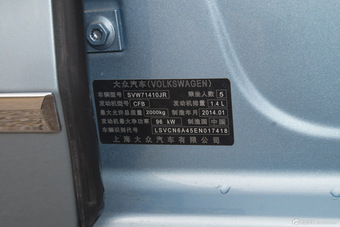 大众汽车(VOLKSWAGEN)
车辆型号 SVW71410JR 乘坐人数 5
发动机型号 CFB 发动机排量 1.4 L
最大允许总质量 2000kg 制造年月 2014.01
发动机最大净功率 96 kW 制造国 中国
车辆识别代号 LSVCN6A45EN017418
上海大众汽车有限公司